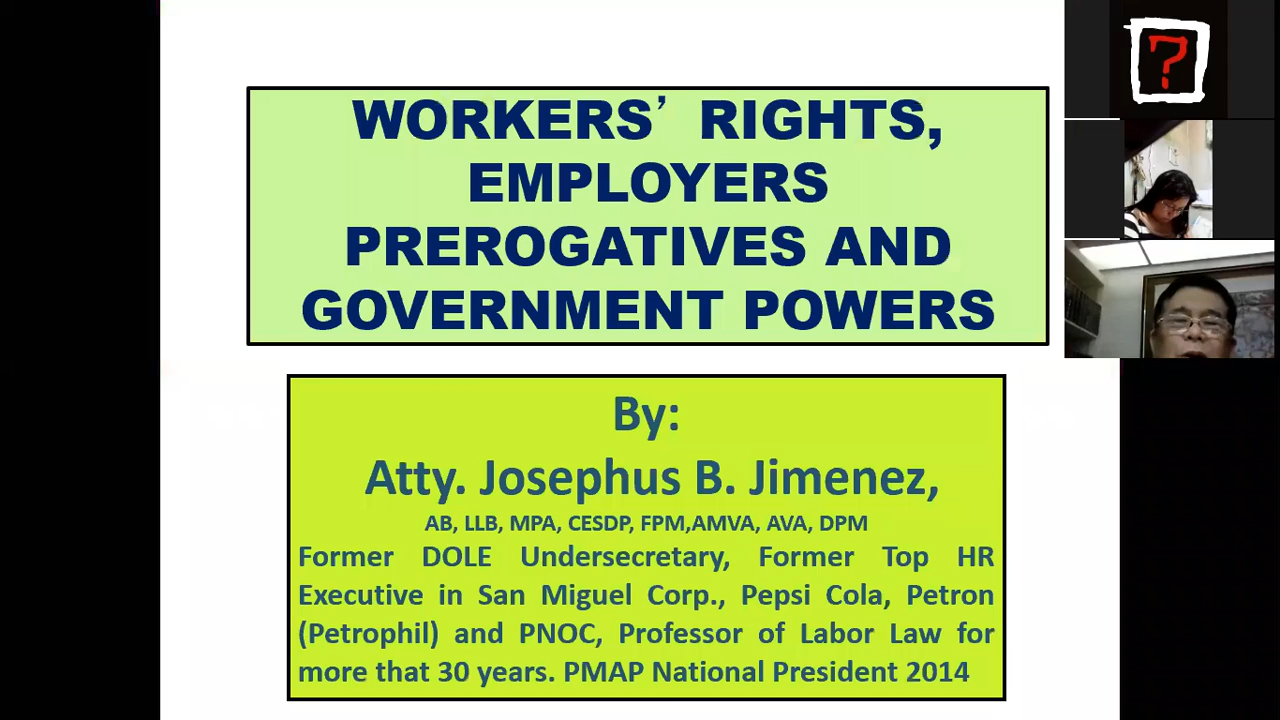 WORKERS’ RIGHTS,
EMPLOYERS
PREROGATIVES AND
GOVERNMENT POWERS
By:
Atty. Josephus B. Jimenez,
AB, LLB, MPA, CESDP, FPM,AMVA, AVA, DPM
Former DOLE Undersecretary, Former Top HR
Executive in San Miguel Corp., Pepsi Cola, Petron
(Petrophil) and PNOC, Professor of Labor Law for
more that 30 years. PMAP National President 2014
?